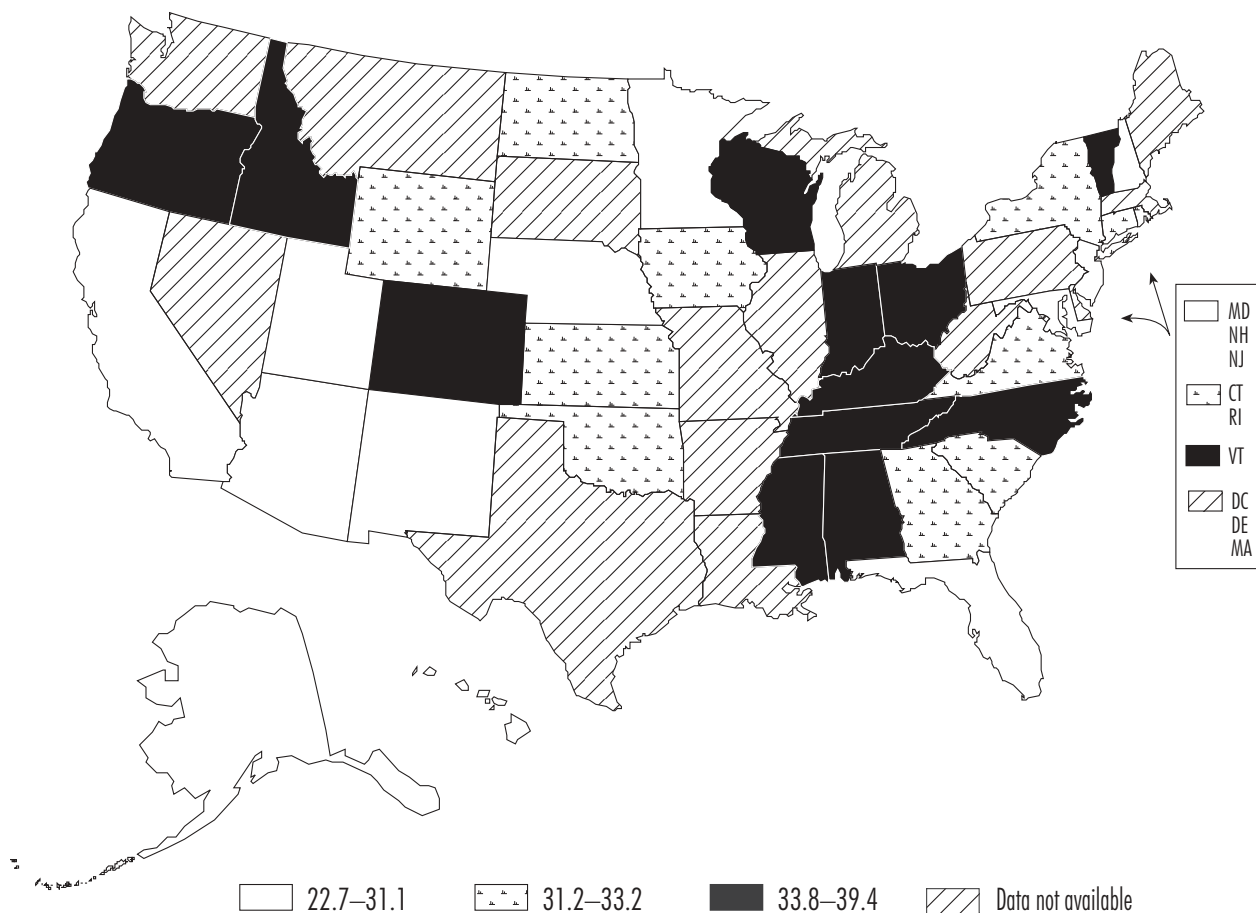 MD
NH
NJ
CT
RI
VT
DC
DE
MA
22.7–31.1
31.2–33.2
33.8–39.4
Data not available